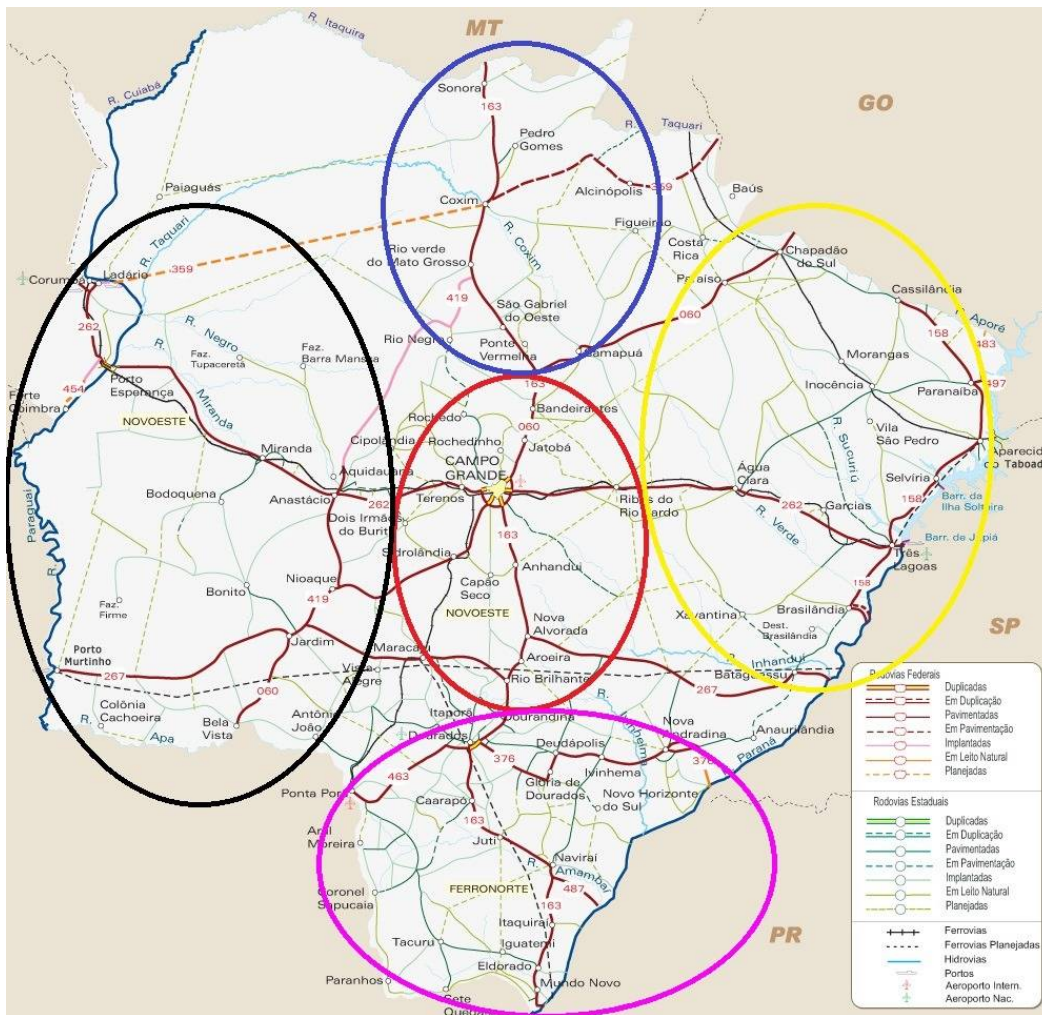 MT
R. Itaquira
R. Cuiabá
GO
Sonora
163
Pedro
Gomes
R.
Taquari
Paiaguás
Alcinópolis
359
Baús
Coxim
Figueirão
R. Taquari
R. Coxim
Costa
Rica
Chapadão
do Sul
Rio verde
do Mato Grosso
Corumbá
Ladário
359
Paraíso
Cassilândia
419
São Gabriel
do Oeste
060
R. Aporé
R. Negro
262
R.
Rio Negro
158
483
Faz.
Tupaceretã
Faz.
Barra Mansa
Ponte
Vermelha
Camapuã
Morangas
454
Porto
Esperança
163
Inocência
497
Forte
Coimbra
Miranda
Bandeirantes
Paranaíba
NOVOESTE
Rochedo
060
R. Sucuriú
Vila
São Pedro
Cipolândia
Rochedinho
Jatobá
Miranda
CAMPO
GRANDE
Aparecid
do Taboad
Aquidauana
Água
Clara
Selvíria
Bodoquena
Anastácio
262
Terenos
Ribas do
Rio Pardo
158
Barr. da
Ilha Solteira
R. Paraguai
Dois Irmãos
do Buriti
262
Garcias
163
R. Verde
Barr. de Jupiá
Sidrolândia
Anhanduí
Três
Lagoas
Nioaque
Capão
Seco
158
Faz.
Firme
Bonito
419
NOVOESTE
Xavantina
Brasilândia
Nova
Alvorada
Dest.
Brasilândia
SP
Jardim
Porto
Murtinho
Maracaju
Aroeira
R. Inhanduí
267
Vista
Alegre
Bataguassu
Rio Brilhante
267
060
R.
Colônia
Cachoeira
Itaporã
Antônio
João
Douradina
Nova
Andradina
R. Apa
Bela
Vista
Dourados
Deudápolis
Anaurilândia
R. Paraná
376
376
463
Ivinhema
Glória de
Dourados
Ponta Porã
Caarapó
Novo Horizonte
do Sul
163
Aral
Moreira
Juti
Naviraí
R. Amambaí
Coronel
Sapucaia
FERRONORTE
487
163
Itaquiraí
PR
Tacuru
Iguatemi
Eldorado
Paranhos
Mundo Novo
Sete
Quedas
Rodovias Federais
Duplicadas
Em Duplicação
Pavimentadas
Em Pavimentação
Implantadas
Em Leito Natural
Planejadas
Rodovias Estaduais
Duplicadas
Em Duplicação
Pavimentadas
Em Pavimentação
Implantadas
Em Leito Natural
Planejadas
Ferrovias
Ferrovias Planejadas
Hidrovias
Portos
Aeroporto Intern.
Aeroporto Nac.